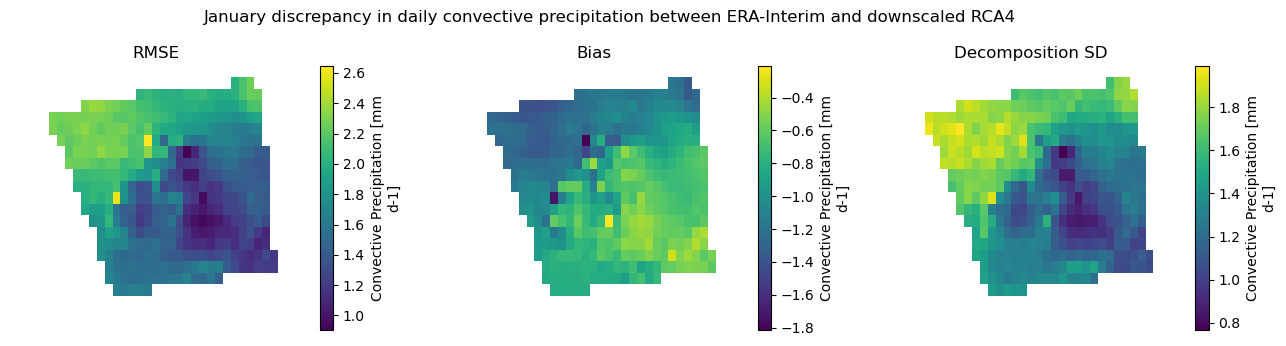 January discrepancy in daily convective precipitation between ERA-Interim and downscaled RCA4
RMSE
2.6
2.4
2.2
2.0
1.8
1.6
1.4
1.2
1.0
Convective Precipitation [mm
d-1]
Bias
−0.4
−0.6
−0.8
−1.0
−1.2
−1.4
−1.6
−1.8
Convective Precipitation [mm
d-1]
Decomposition SD
1.8
1.6
1.4
1.2
1.0
0.8
Convective Precipitation [mm
d-1]